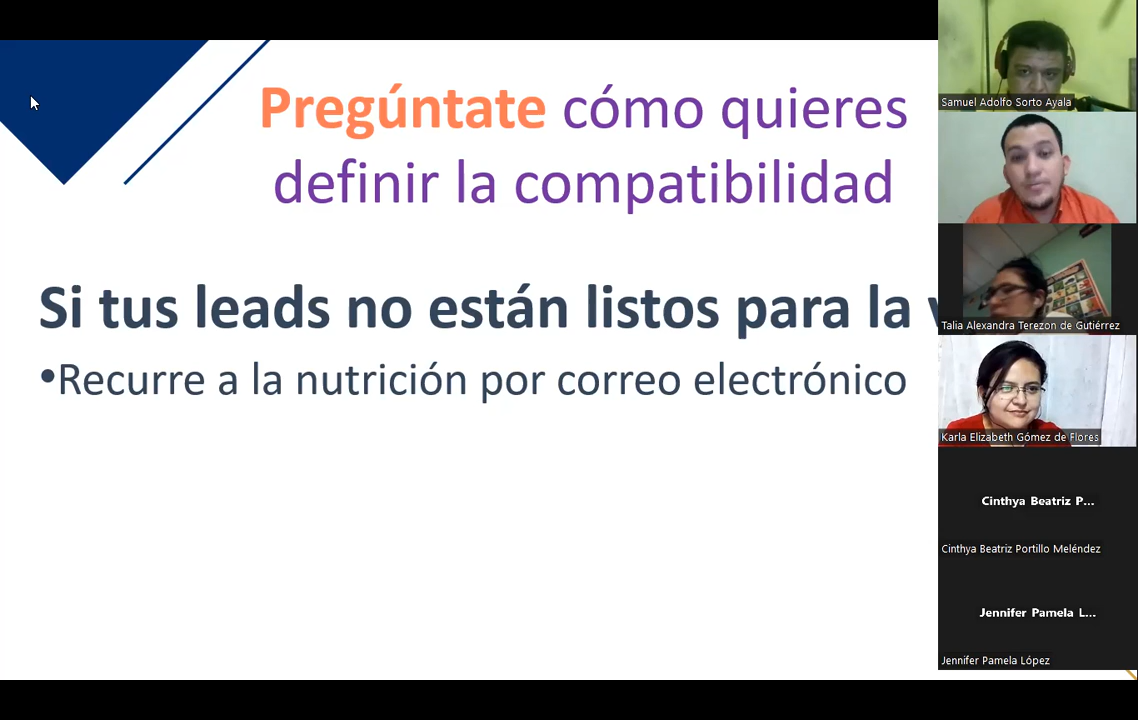 Pregúntate cómo quieres
definir la compatibilidad
Si tus leads no están listos para la
•Recurre a la nutrición por correo electrónico
Samuel Adolfo Sorto Ayala
Talia Alexandra Terezon de Gutiérrez
Karla Elizabeth Gómez de Flores
Cinthya Beatriz P...
Cinthya Beatriz Portillo Meléndez
Jennifer Pamela L...
Jennifer Pamela López